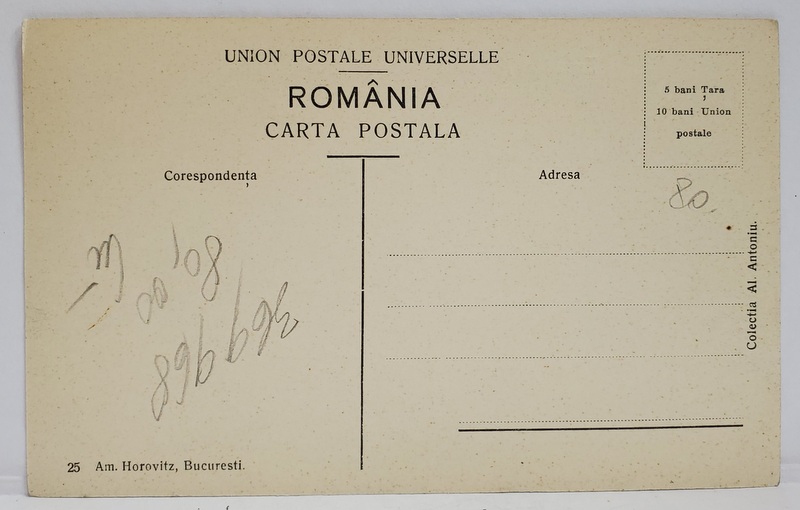 UNION POSTALE UNIVERSELLE
ROMÂNIA
CARTA POSTALA
5 bani Țara
10 bani Union
postale
Corespondența
Adresa
80
Colectia Al. Antoniu.
25 Am. Horovitz, Bucuresti.